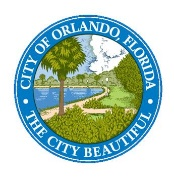 CITY OF ORLANDO, FLORIDA
THE CITY BEAUTIFUL